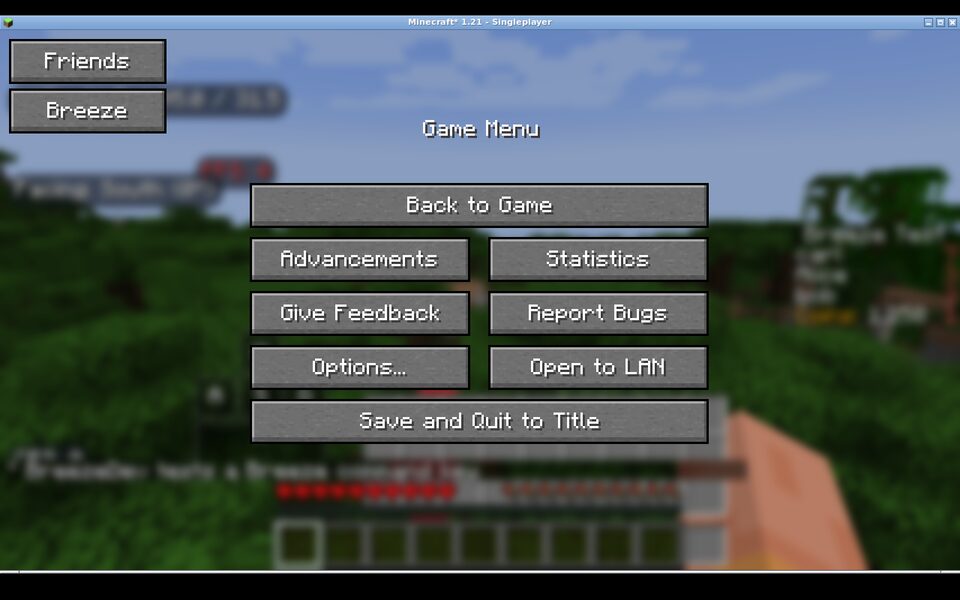 Minecraft* 1.21 - Singleplayer
Friends
Breeze
Game Menu
Back to Game
Advancements
Statistics
Give Feedback
Report Bugs
Options...
Open to LAN
Save and Quit to Title